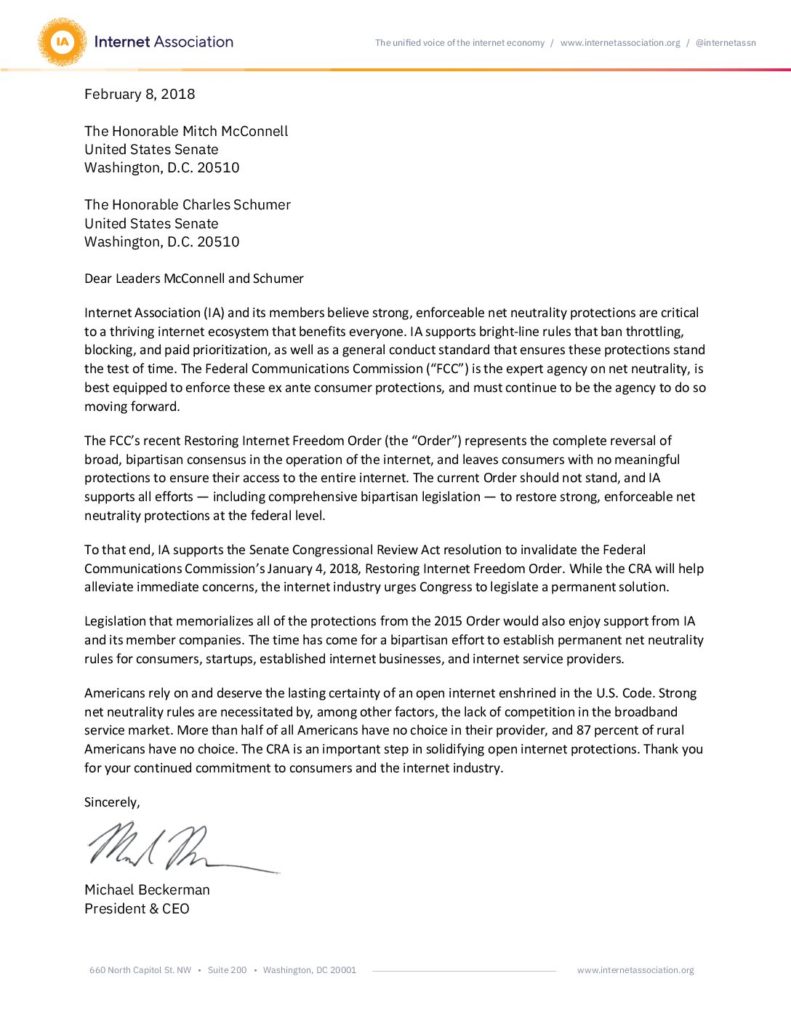 IA Internet Association
The unified voice of the internet economy / www.internetassociation.org / @internetassn
February 8, 2018
The Honorable Mitch McConnell
United States Senate
Washington, D.C. 20510
The Honorable Charles Schumer
United States Senate
Washington, D.C. 20510
Dear Leaders McConnell and Schumer
Internet Association (IA) and its members believe strong, enforceable net neutrality protections are critical
to a thriving internet ecosystem that benefits everyone. IA supports bright-line rules that ban throttling,
blocking, and paid prioritization, as well as a general conduct standard that ensures these protections stand
the test of time. The Federal Communications Commission (“FCC”) is the expert agency on net neutrality, is
best equipped to enforce these ex ante consumer protections, and must continue to be the agency to do so
moving forward.
The FCC’s recent Restoring Internet Freedom Order (the “Order”) represents the complete reversal of
broad, bipartisan consensus in the operation of the internet, and leaves consumers with no meaningful
protections to ensure their access to the entire internet. The current Order should not stand, and IA
supports all efforts — including comprehensive bipartisan legislation — to restore strong, enforceable net
neutrality protections at the federal level.
To that end, IA supports the Senate Congressional Review Act resolution to invalidate the Federal
Communications Commission’s January 4, 2018, Restoring Internet Freedom Order. While the CRA will help
alleviate immediate concerns, the internet industry urges Congress to legislate a permanent solution.
Legislation that memorializes all of the protections from the 2015 Order would also enjoy support from IA
and its member companies. The time has come for a bipartisan effort to establish permanent net neutrality
rules for consumers, startups, established internet businesses, and internet service providers.
Americans rely on and deserve the lasting certainty of an open internet enshrined in the U.S. Code. Strong
net neutrality rules are necessitated by, among other factors, the lack of competition in the broadband
service market. More than half of all Americans have no choice in their provider, and 87 percent of rural
Americans have no choice. The CRA is an important step in solidifying open internet protections. Thank you
for your continued commitment to consumers and the internet industry.
Sincerely,
Michael Beckerman
President & CEO
660 North Capitol St. NW • Suite 200 • Washington, DC 20001
www.internetassociation.org